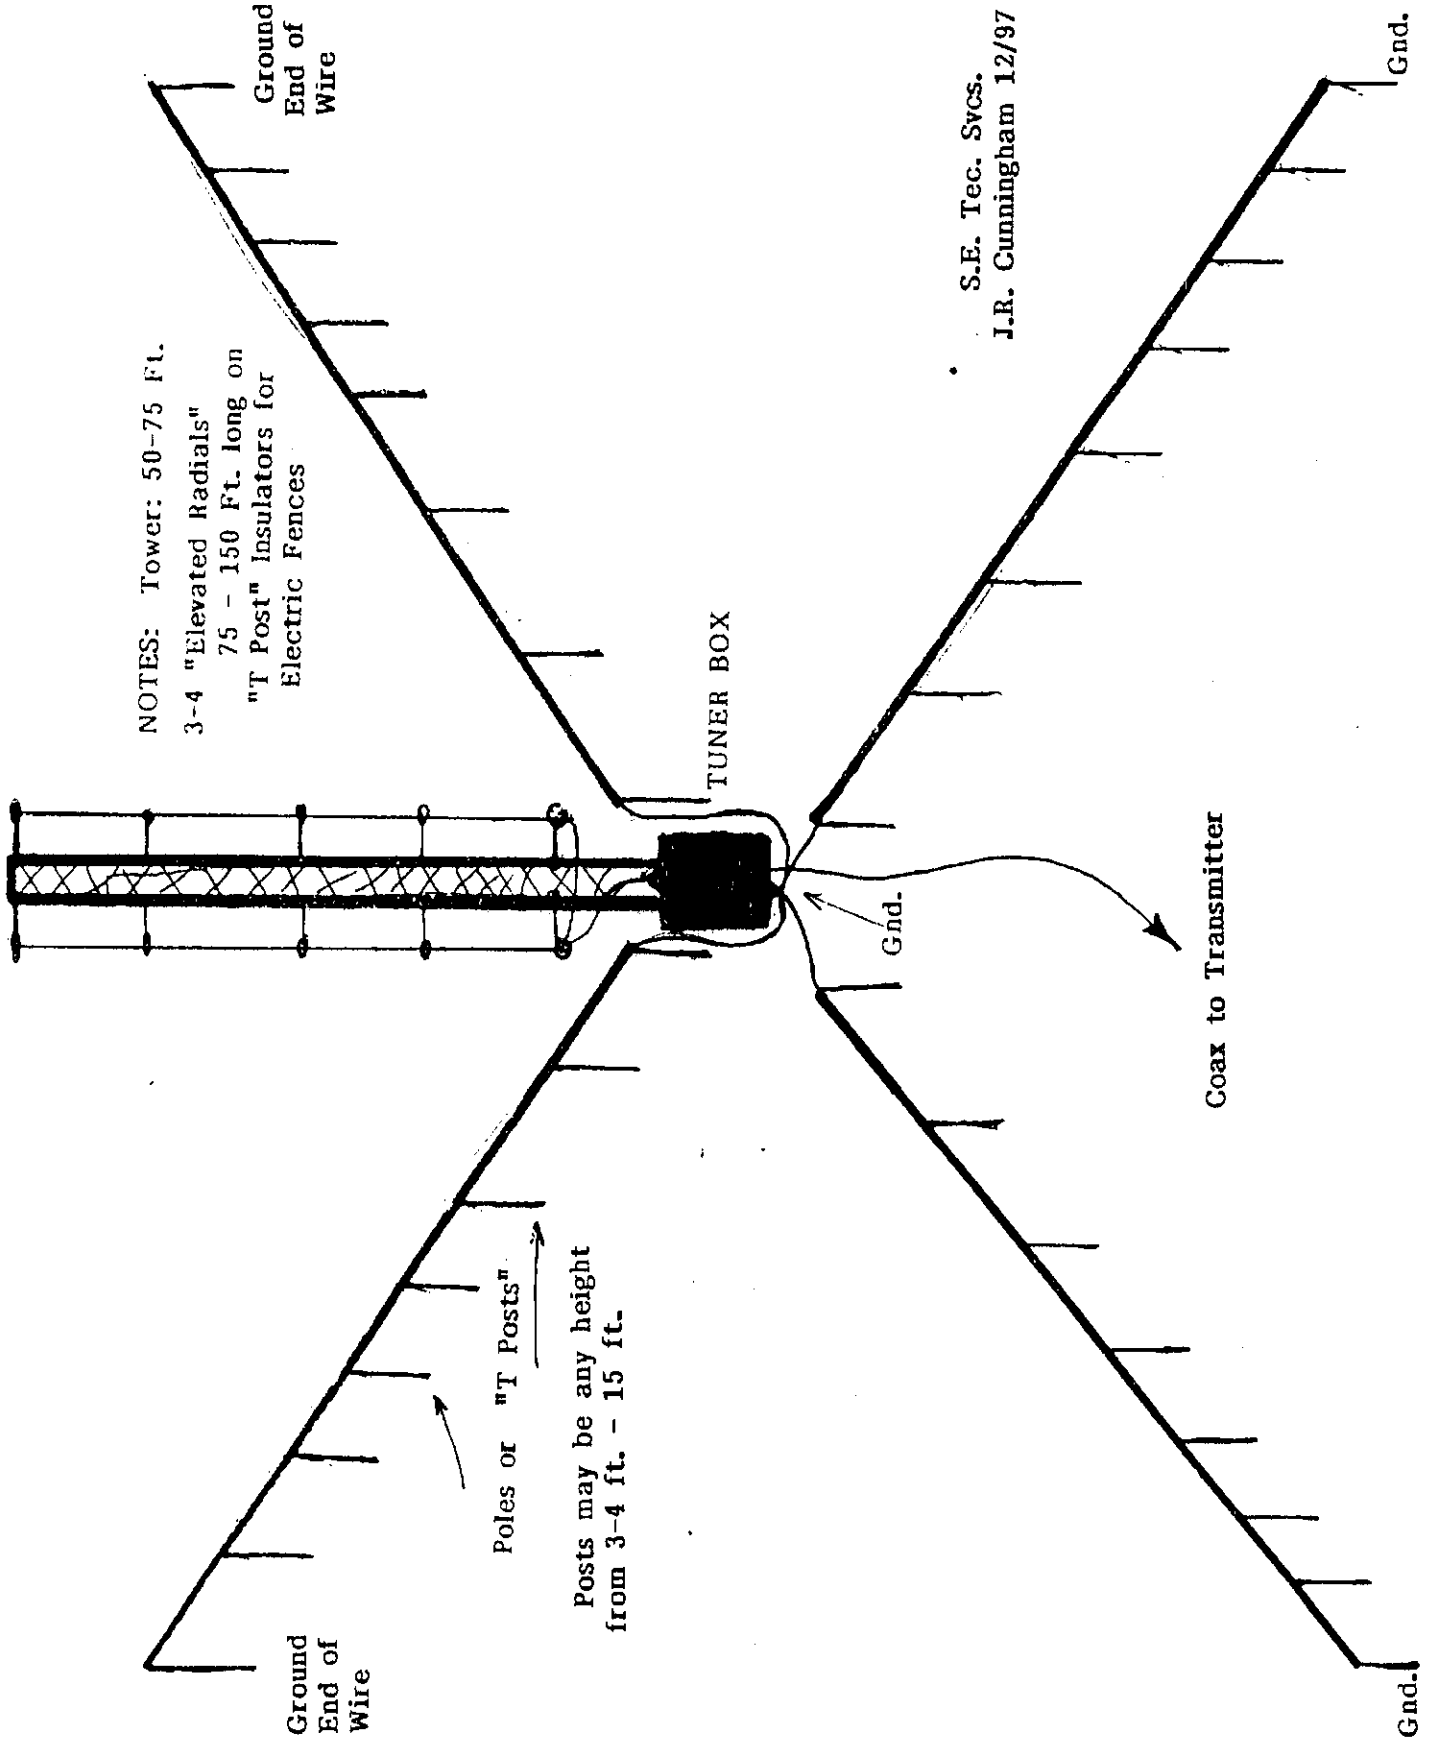 NOTES: Tower: 50-75 Ft.
3-4 "Elevated Radials"
75 - 150 Ft. long on
"T Post" Insulators for
Electric Fences
Ground
End of
Wire
Ground
End of
Wire
Poles or "T Posts"
Posts may be any height
from 3-4 ft. - 15 ft.
TUNER BOX
Gnd.
Coax to Transmitter
S.E. Tec. Svcs.
J.R. Cunningham 12/97
Gnd.
Gnd.